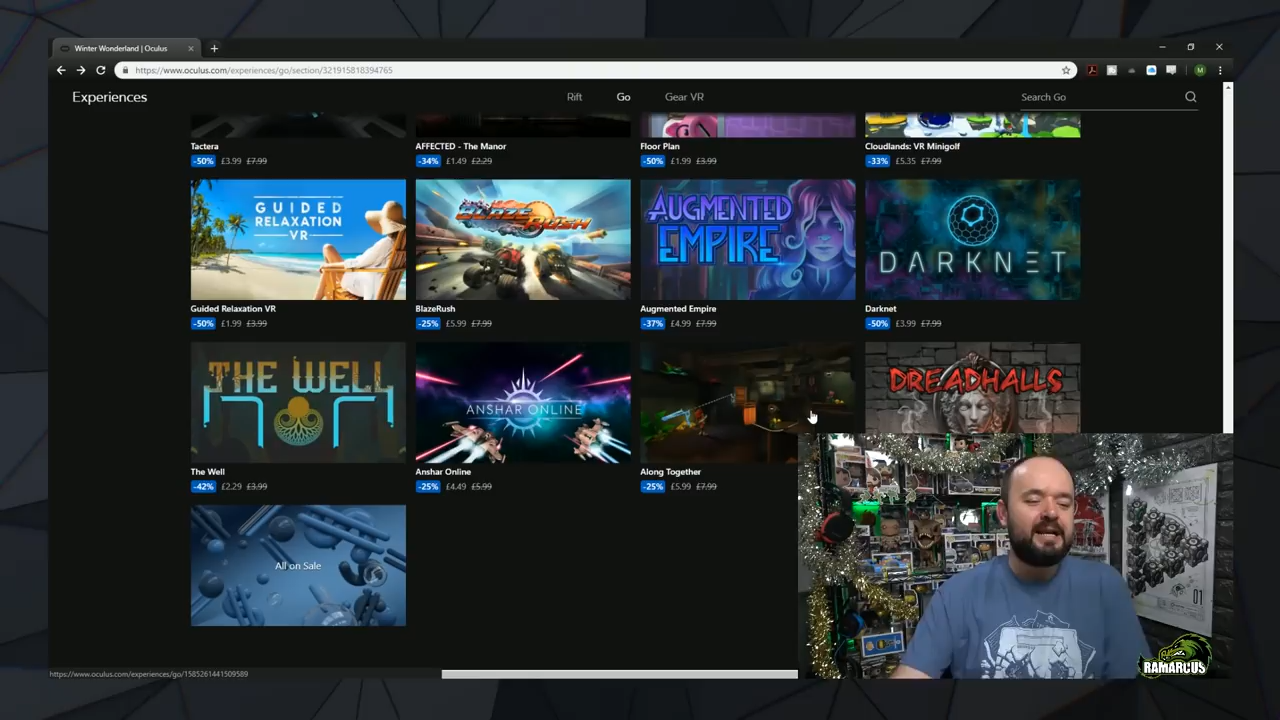 Winter Wonderland | Oculus
https://www.oculus.com/experiences/go/section/321915818394765
M
Experiences
Rift
Go
Gear VR
Search Go
Tactera
AFFECTED - The Manor
Floor Plan
Cloudlands: VR Minigolf
-50% £3.99 £7.99
-34% £1.49 £2.29
-50% £1.99 £3.99
-33% £5.35 £7.99
GUIDED
RELAXATION
VR
BLAZERUSH
AUGMENTED
EMPIRE
DARKNET
Guided Relaxation VR
BlazeRush
Augmented Empire
Darknet
-50% £1.99 £3.99
-25% £5.99 £7.99
-37% £4.99 £7.99
-50% £3.99 £7.99
THE WELL
ANSHAR ONLINE
DREADHALLS
The Well
Anshar Online
Along Together
-42% £2.29 £3.99
-25% £4.49 £5.99
-25% £5.99 £7.99
All on Sale
01
RAMARCUS
https://www.oculus.com/experiences/go/1585261441509589